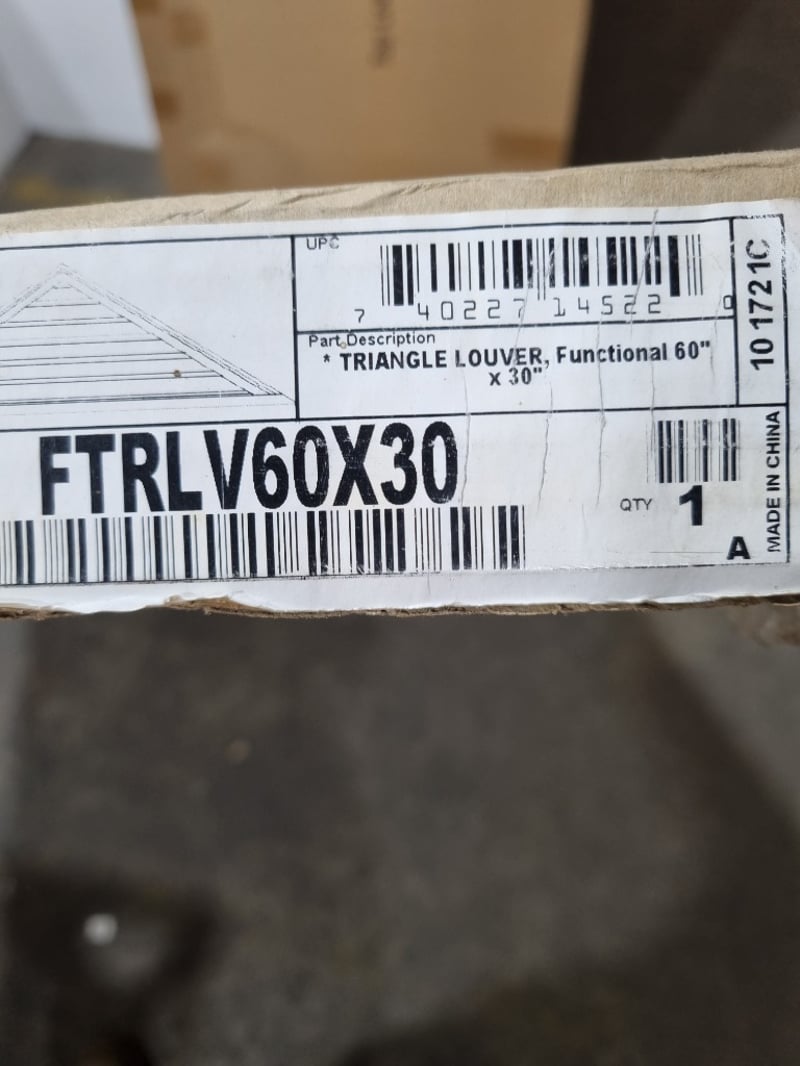 UPC
7 40227 14522 0
Part Description
* TRIANGLE LOUVER, Functional 60"
x 30"
10 1721C
FTRLV60X30
QTY 1
A
MADE IN CHINA